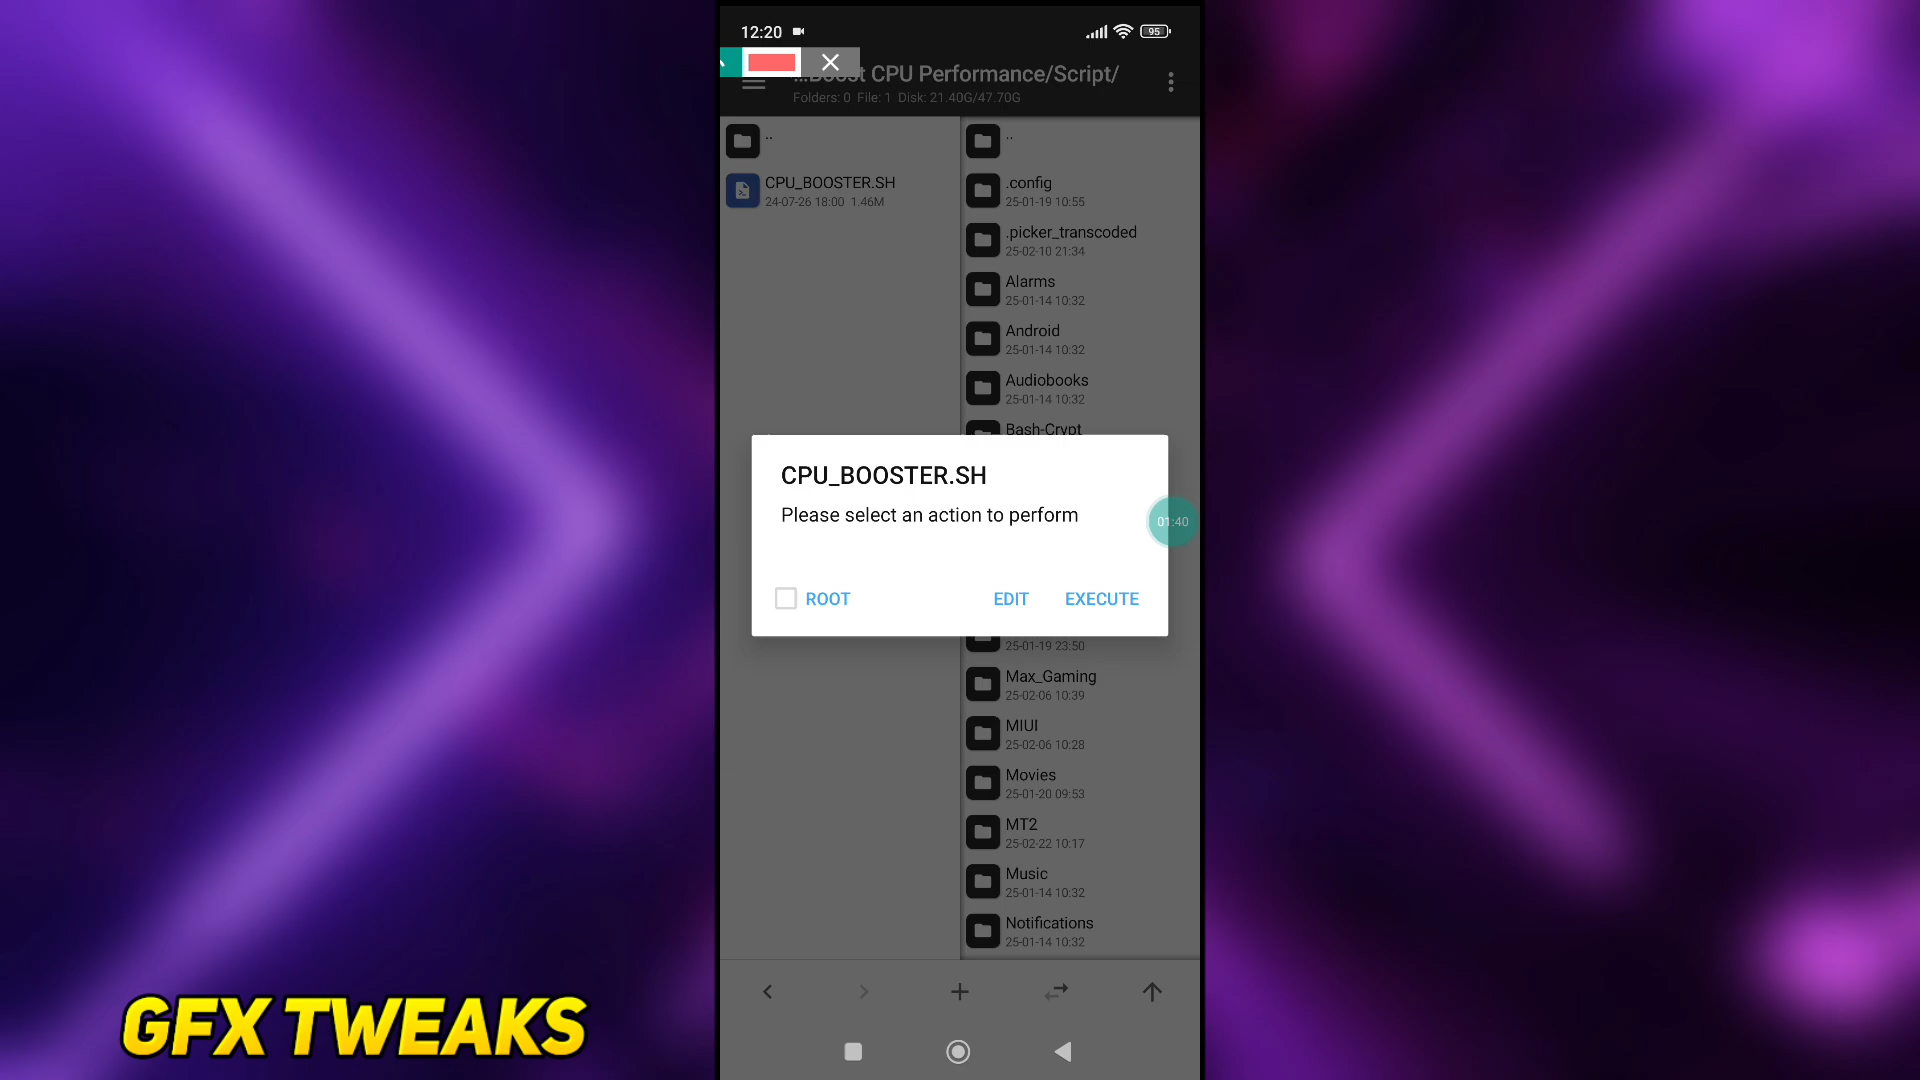 12:20
95
...Boost CPU Performance/Script/
Folders: 0 File: 1 Disk: 21.40G/47.70G
..
CPU_BOOSTER.SH
24-07-26 18:00 1.46M
..
.config
25-01-19 10:55
.picker_transcoded
25-02-10 21:34
Alarms
25-01-14 10:32
Android
25-01-14 10:32
Audiobooks
25-01-14 10:32
Bash-Crypt
CPU_BOOSTER.SH
Please select an action to perform
01:40
ROOT
EDIT
EXECUTE
25-01-19 23:50
Max_Gaming
25-02-06 10:39
MIUI
25-02-06 10:28
Movies
25-01-20 09:53
MT2
25-02-22 10:17
Music
25-01-14 10:32
Notifications
25-01-14 10:32
GFX TWEAKS